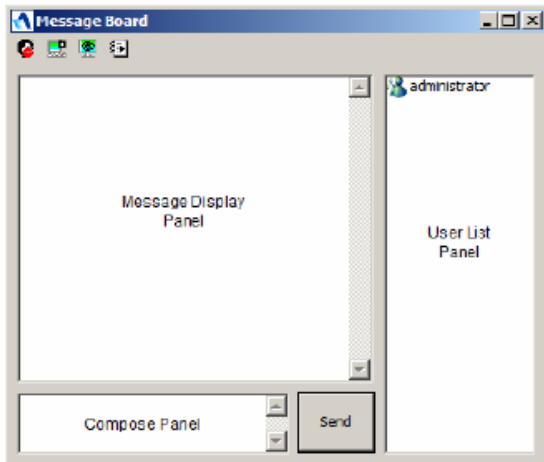 Message Board
administrator
Message Display
Panel
User List
Panel
Compose Panel
Send